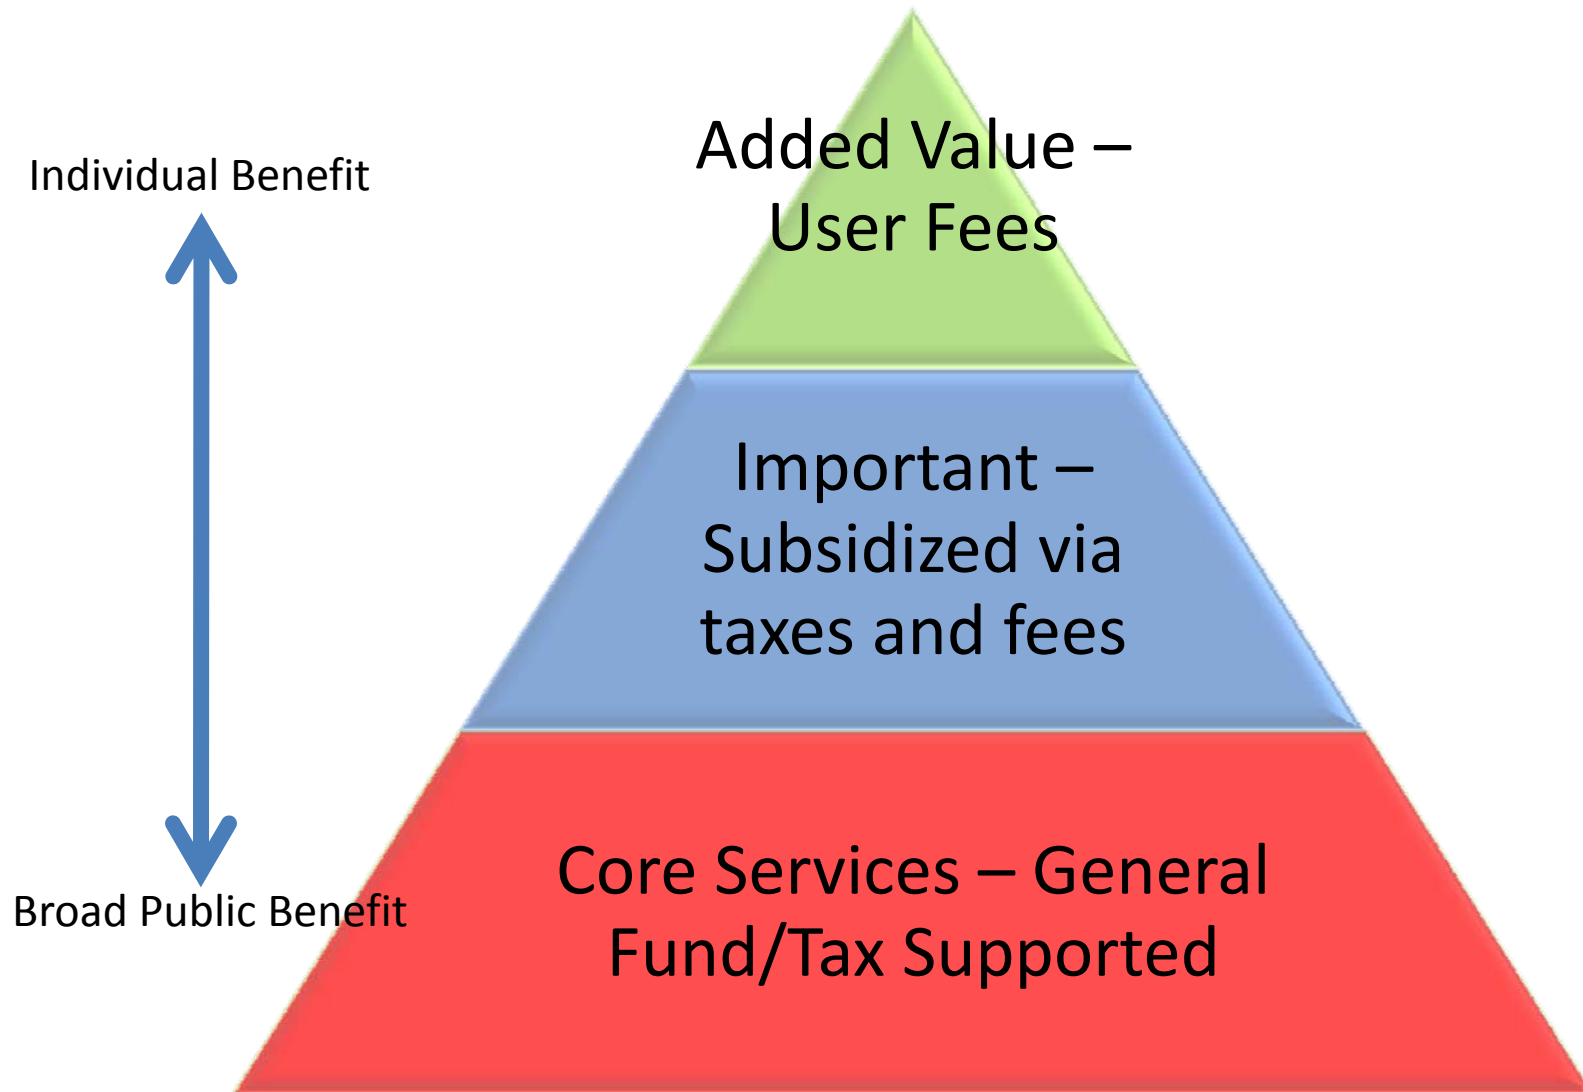 Individual Benefit
Added Value –
User Fees
Important –
Subsidized via
taxes and fees
Broad Public Benefit
Core Services – General
Fund/Tax Supported